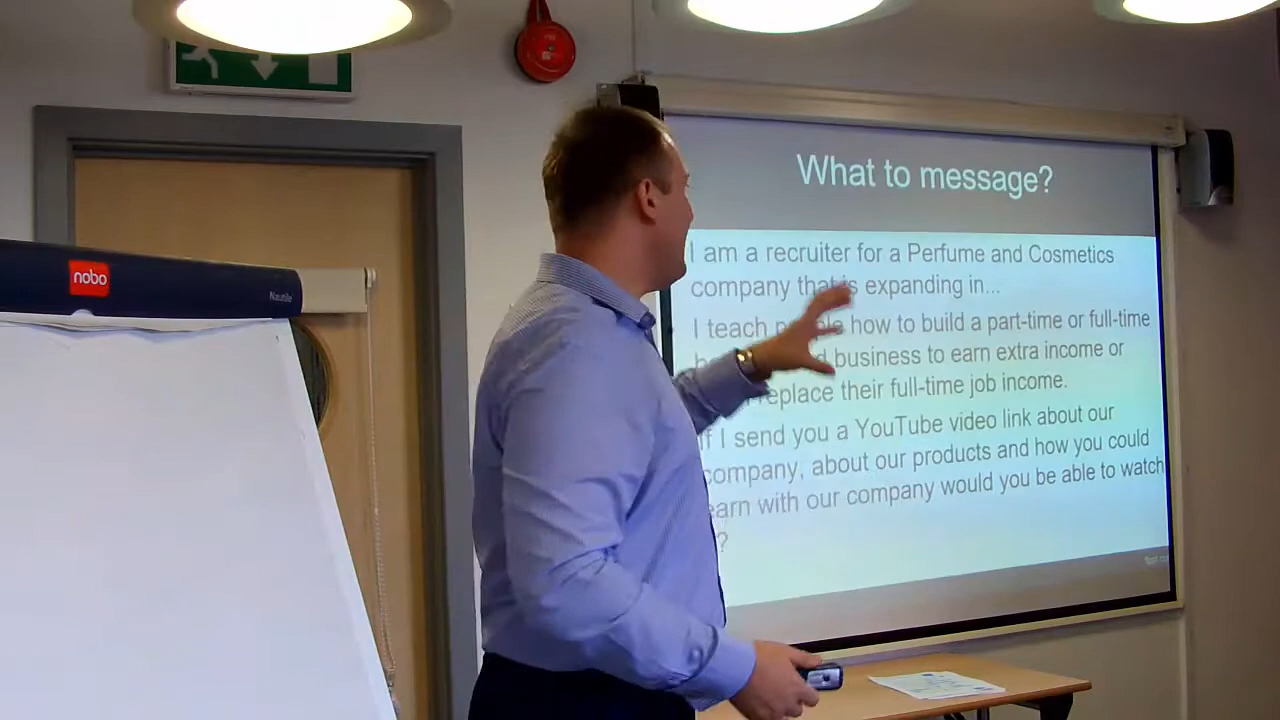 nobo
Nautile
What to message?
I am a recruiter for a Perfume and Cosmetics
company that is expanding in...
I teach people how to build a part-time or full-time
business to earn extra income or
replace their full-time job income.
If I send you a YouTube video link about our
company, about our products and how you could
earn with our company would you be able to watch
?